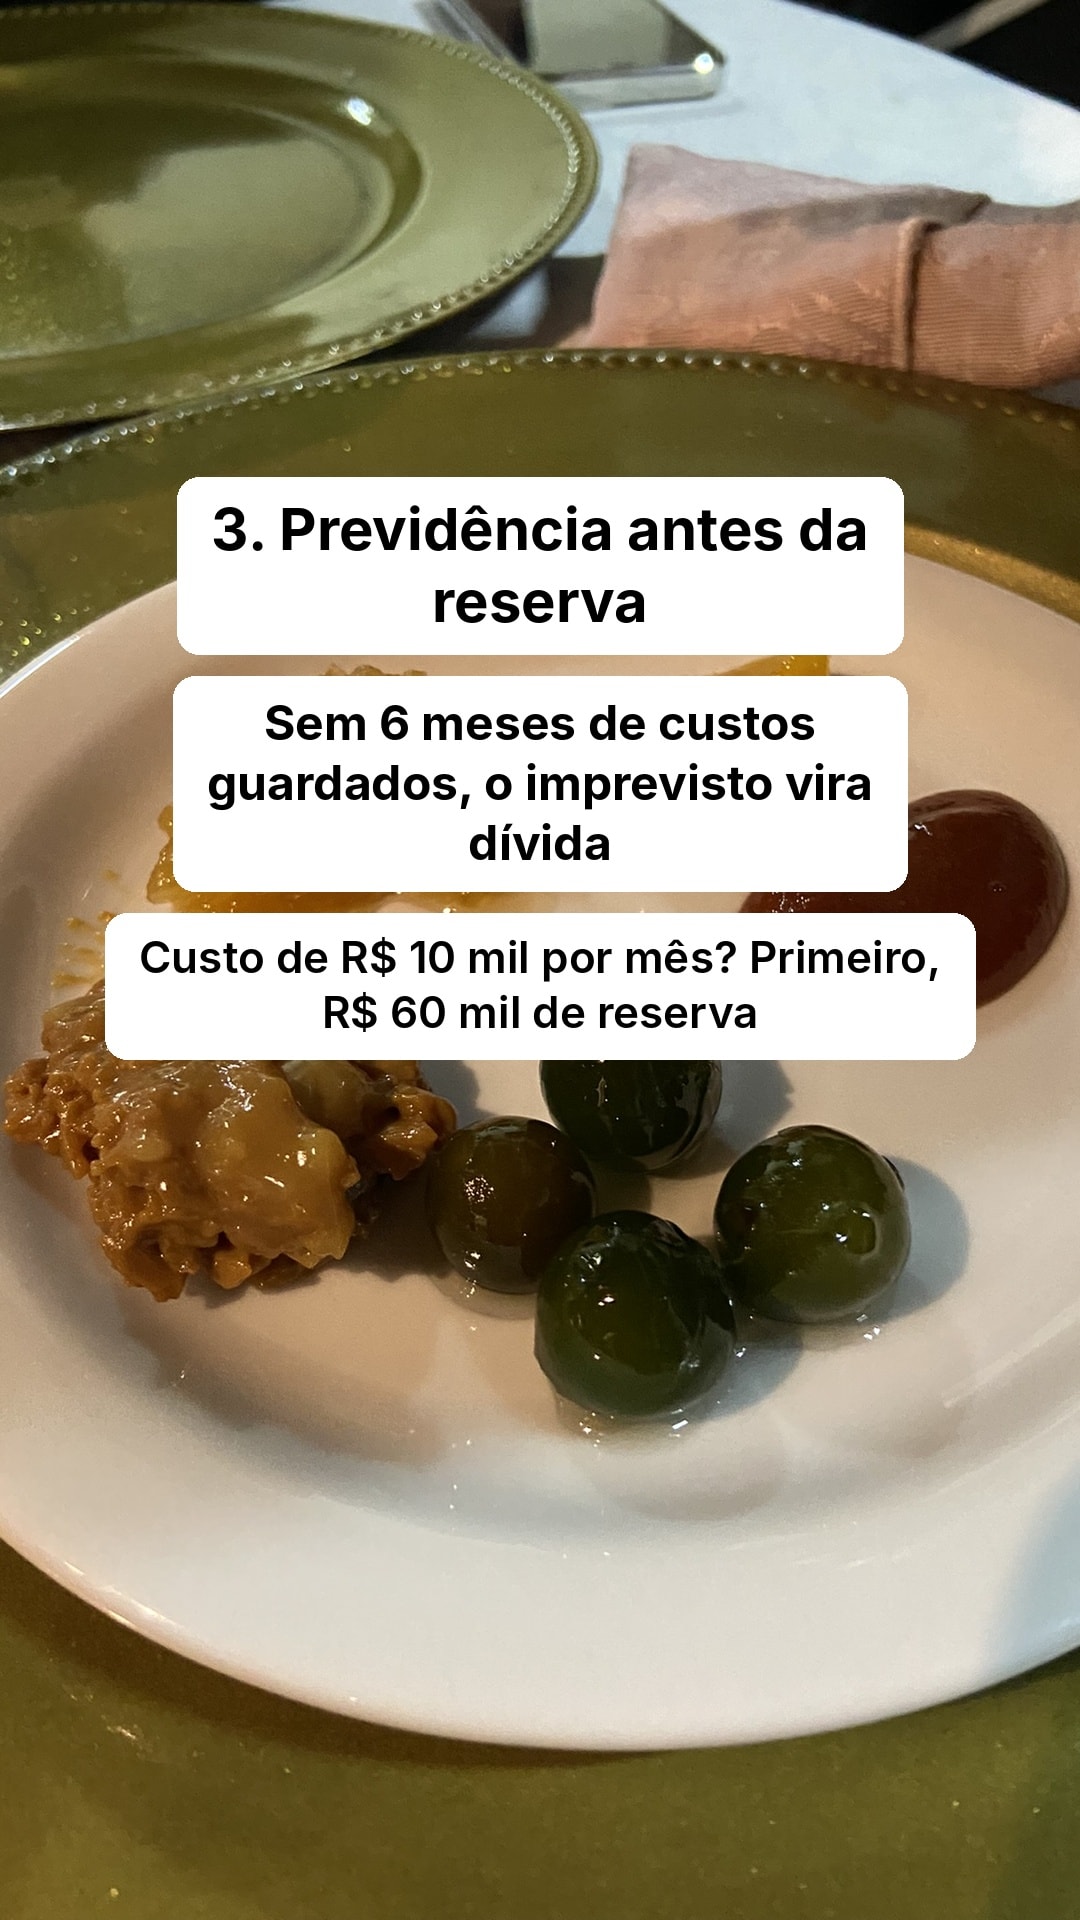 3. Previdência antes da
reserva
Sem 6 meses de custos
guardados, o imprevisto vira
dívida
Custo de R$ 10 mil por mês? Primeiro,
R$ 60 mil de reserva